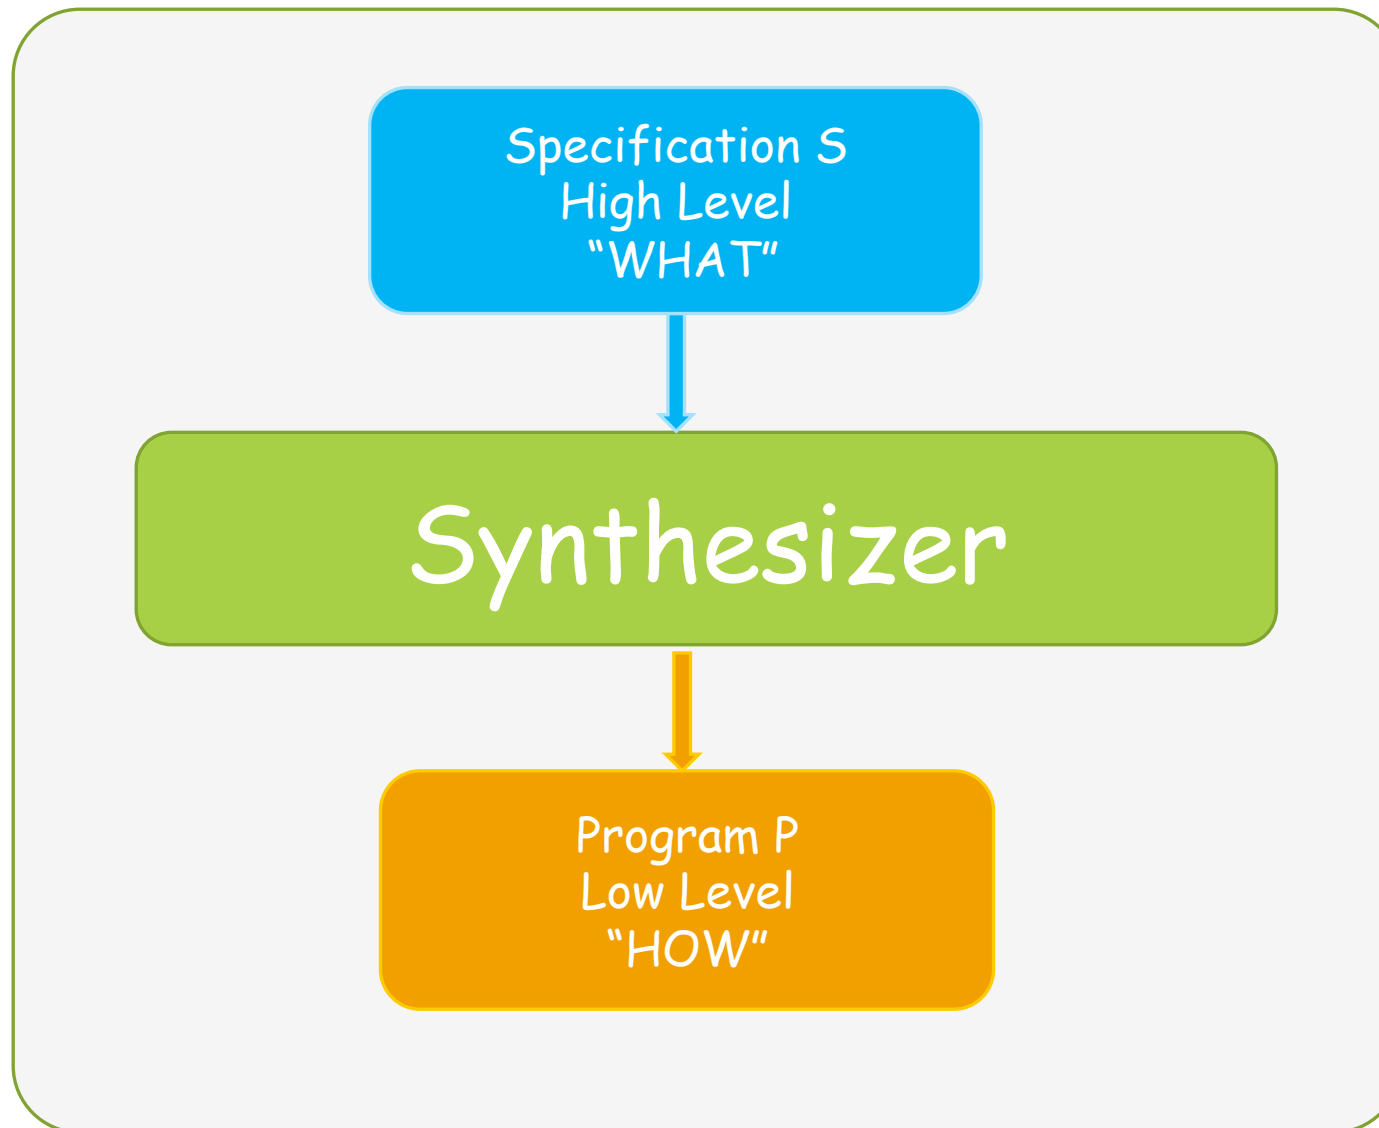 Specification S
High Level
“WHAT”
Synthesizer
Program P
Low Level
“HOW”